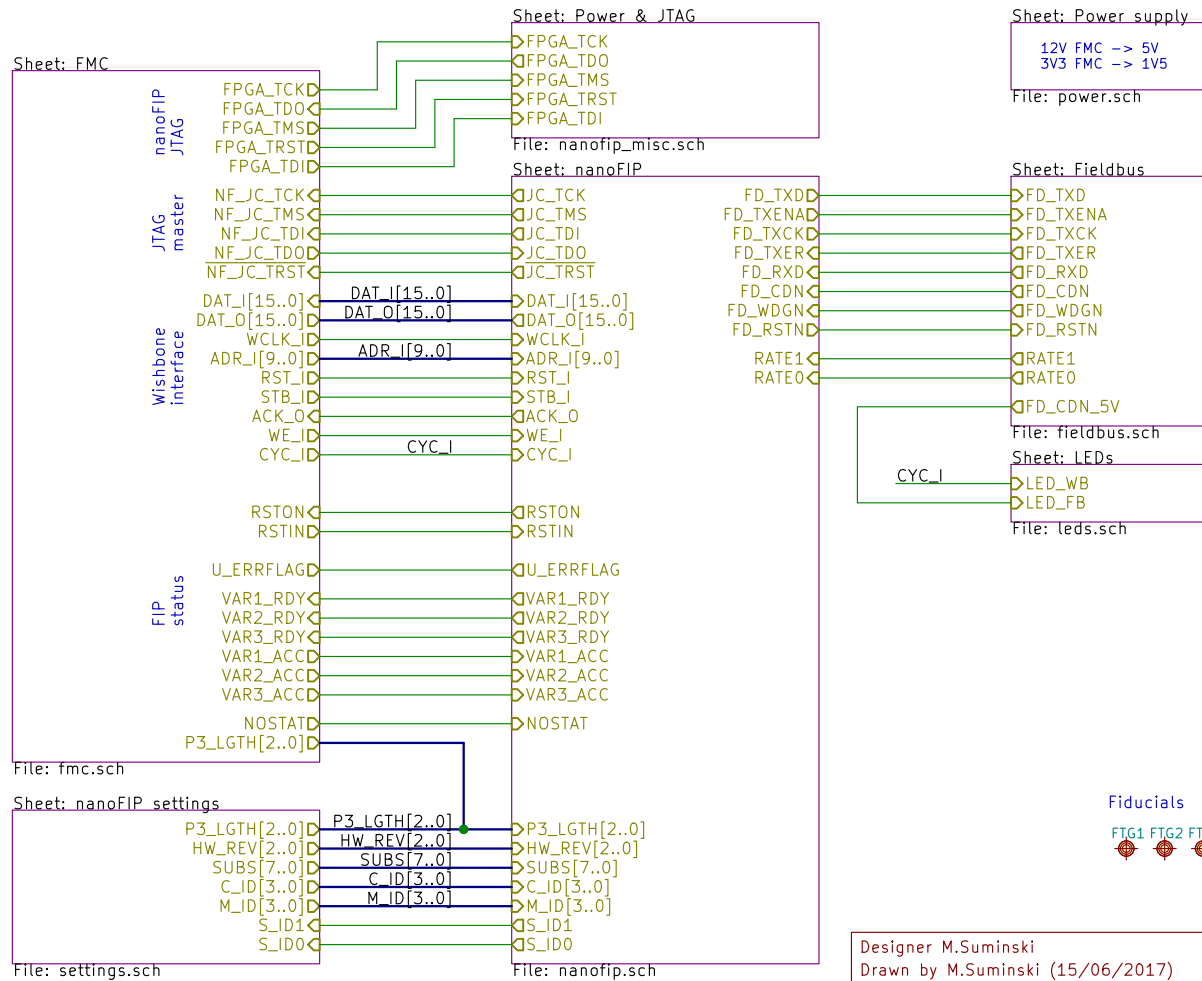 Sheet: FMC
FPGA_TCK
FPGA_TDO
FPGA_TMS
FPGA_TRST
FPGA_TDI
nanoFIP
JTAG
NF_JC_TCK
NF_JC_TMS
NF_JC_TDI
NF_JC_TDO
NF_JC_TRST
JTAG
master
DAT_I[15..0]
DAT_O[15..0]
WCLK_I
ADR_I[9..0]
RST_I
STB_I
ACK_O
WE_I
CYC_I
Wishbone
interface
RSTON
RSTIN
U_ERRFLAG
VAR1_RDY
VAR2_RDY
VAR3_RDY
VAR1_ACC
VAR2_ACC
VAR3_ACC
FIP
status
NOSTAT
P3_LGTH[2..0]
File: fmc.sch
DAT_I[15..0]
DAT_O[15..0]
ADR_I[9..0]
CYC_I
Sheet: nanoFIP settings
P3_LGTH[2..0]
HW_REV[2..0]
SUBS[7..0]
C_ID[3..0]
M_ID[3..0]
S_ID1
S_ID0
File: settings.sch
P3_LGTH[2..0]
HW_REV[2..0]
SUBS[7..0]
C_ID[3..0]
M_ID[3..0]
Sheet: Power & JTAG
FPGA_TCK
FPGA_TDO
FPGA_TMS
FPGA_TRST
FPGA_TDI
File: nanofip_misc.sch
Sheet: nanoFIP
JC_TCK
JC_TMS
JC_TDI
JC_TDO
JC_TRST
DAT_I[15..0]
DAT_O[15..0]
WCLK_I
ADR_I[9..0]
RST_I
STB_I
ACK_O
WE_I
CYC_I
RSTON
RSTIN
U_ERRFLAG
VAR1_RDY
VAR2_RDY
VAR3_RDY
VAR1_ACC
VAR2_ACC
VAR3_ACC
NOSTAT
P3_LGTH[2..0]
HW_REV[2..0]
SUBS[7..0]
C_ID[3..0]
M_ID[3..0]
S_ID1
S_ID0
FD_TXD
FD_TXENA
FD_TXCK
FD_TXER
FD_RXD
FD_CDN
FD_WDGN
FD_RSTN
RATE1
RATE0
File: nanofip.sch
Sheet: Power supply
12V FMC -> 5V
3V3 FMC -> 1V5
File: power.sch
Sheet: Fieldbus
FD_TXD
FD_TXENA
FD_TXCK
FD_TXER
FD_RXD
FD_CDN
FD_WDGN
FD_RSTN
RATE1
RATE0
FD_CDN_5V
File: fieldbus.sch
Sheet: LEDs
CYC_I
LED_WB
LED_FB
File: leds.sch
Fiducials
FTG1 FTG2
Designer M.Suminski
Drawn by M.Suminski (15/06/2017)